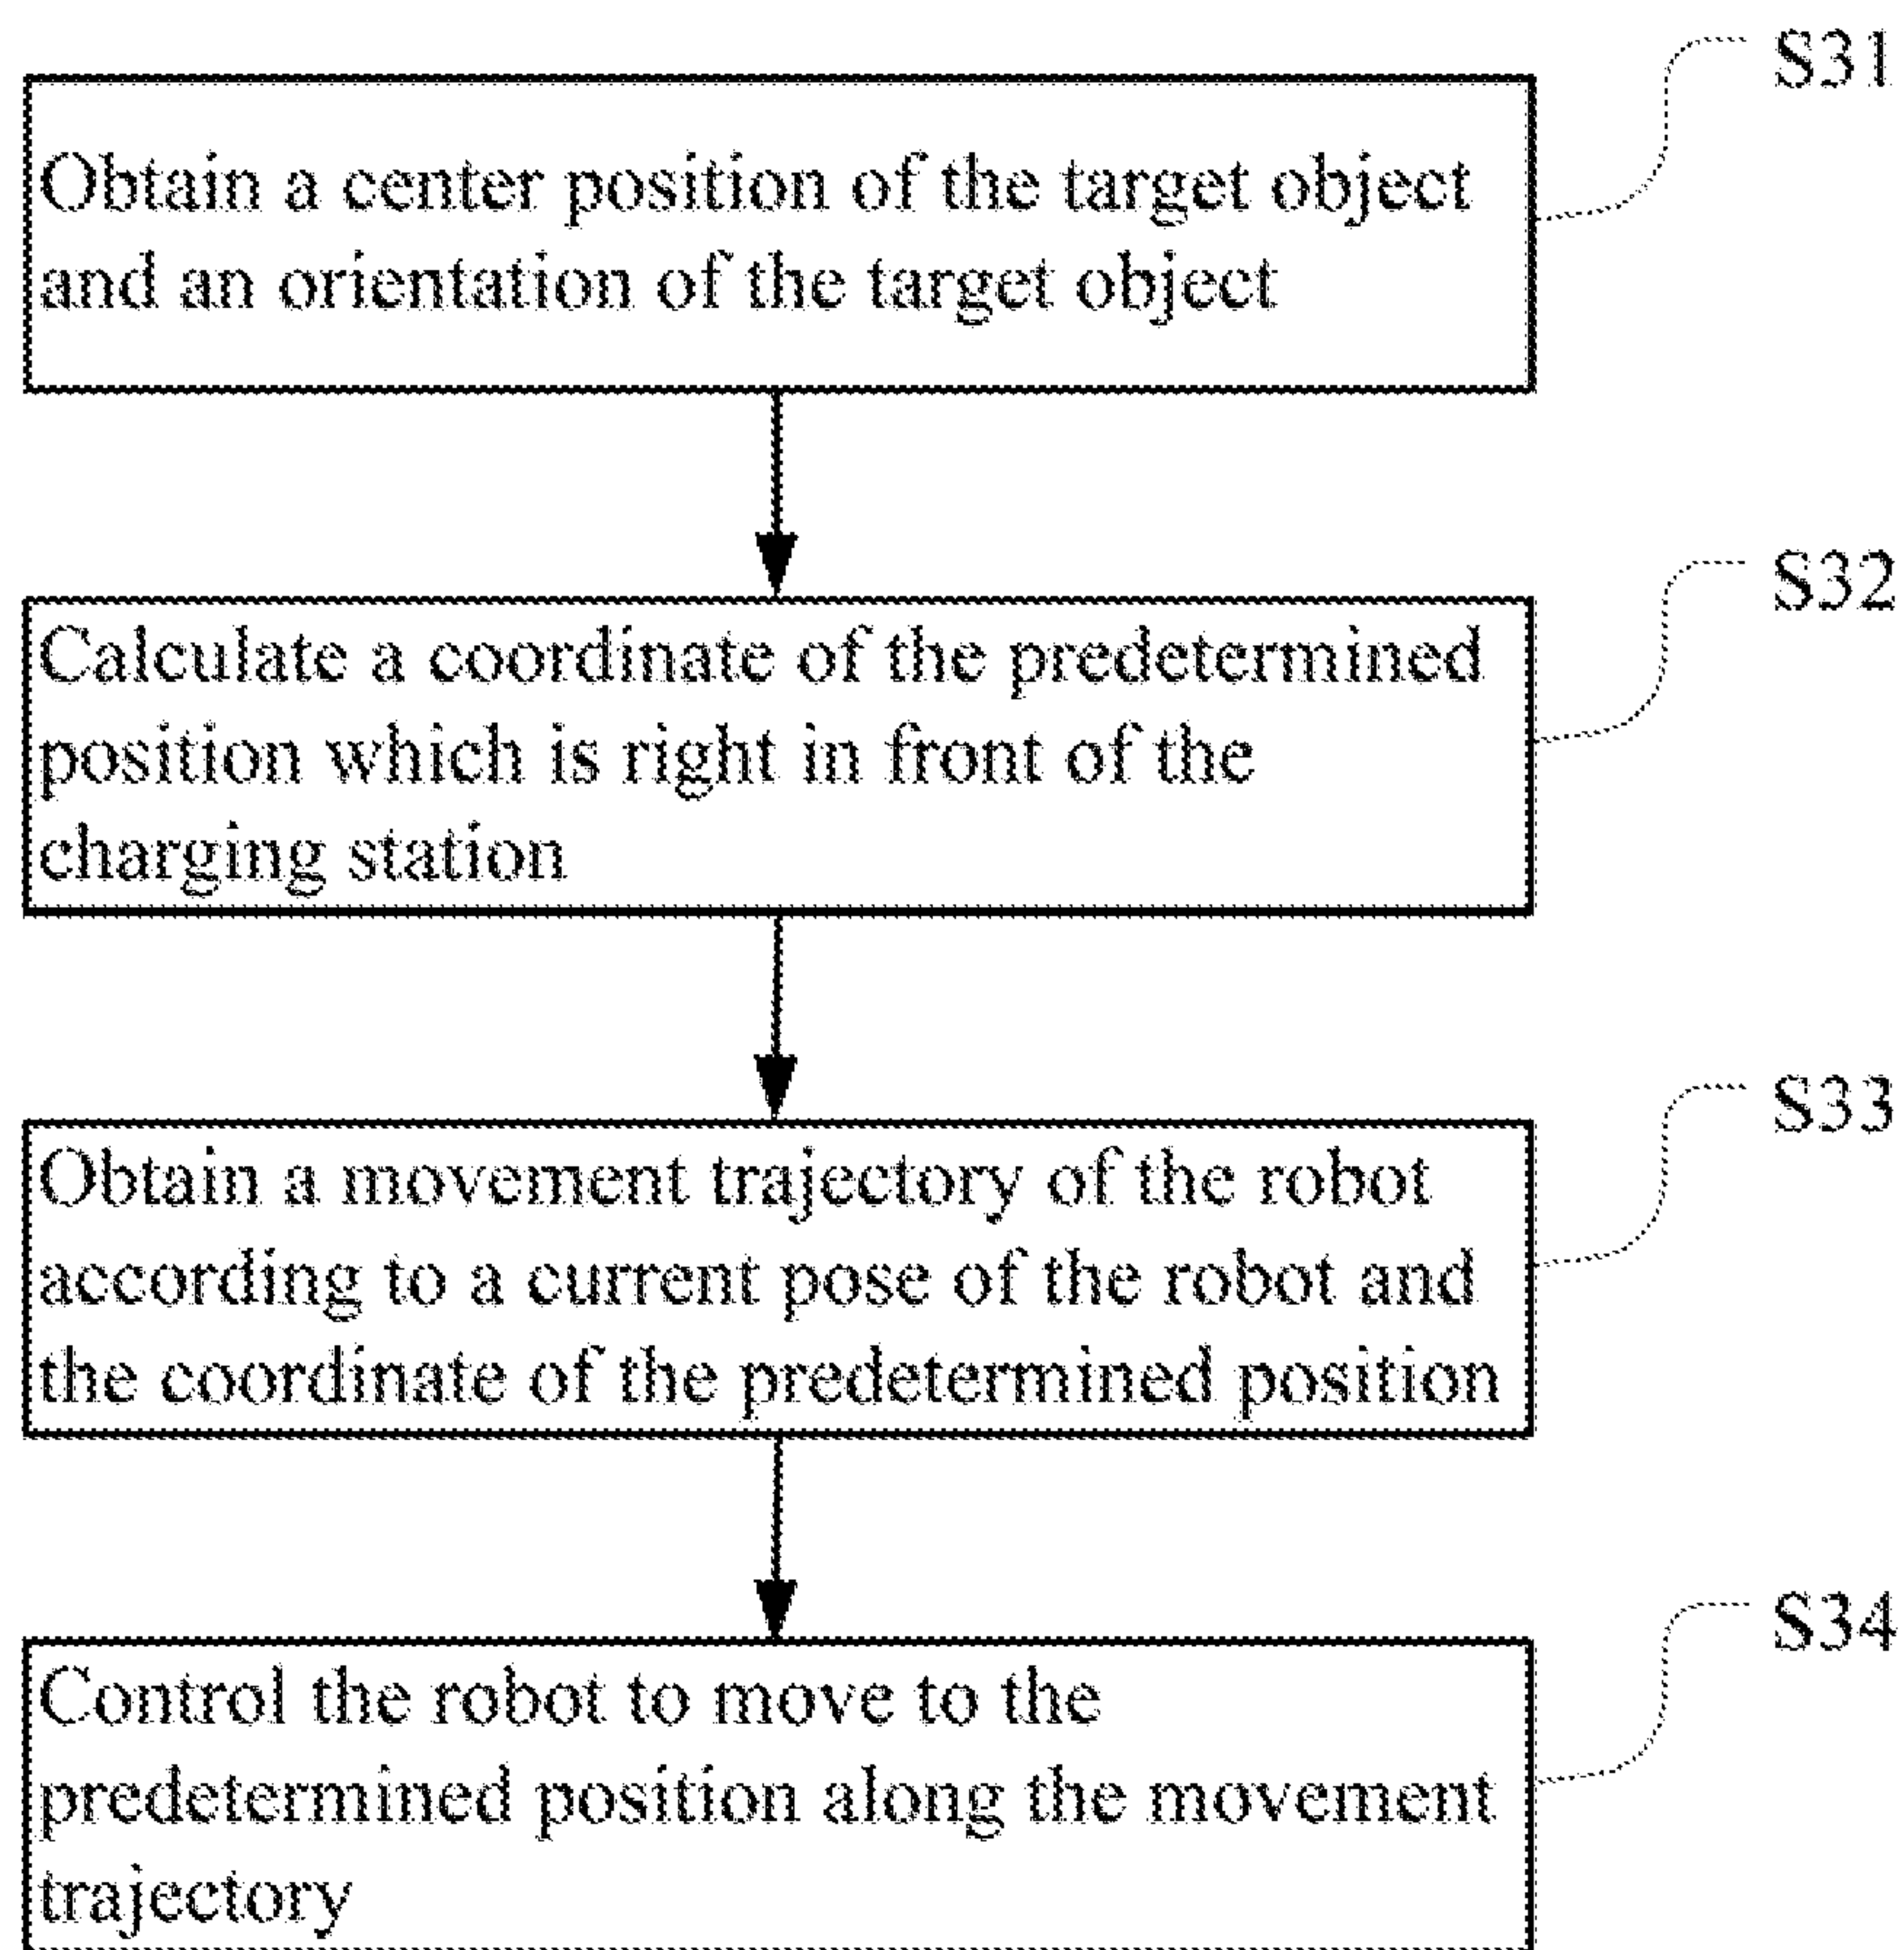 S31
Obtain a center position of the target object
and an orientation of the target object
S32
Calculate a coordinate of the predetermined
position which is right in front of the
charging station
S33
Obtain a movement trajectory of the robot
according to a current pose of the robot and
the coordinate of the predetermined position
S34
Control the robot to move to the
predetermined position along the movement
trajectory